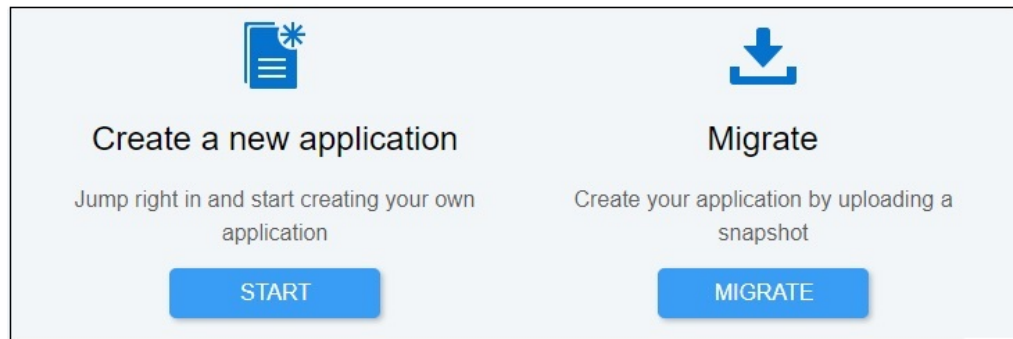 Create a new application
Jump right in and start creating your own
application
START
Migrate
Create your application by uploading a
snapshot
MIGRATE